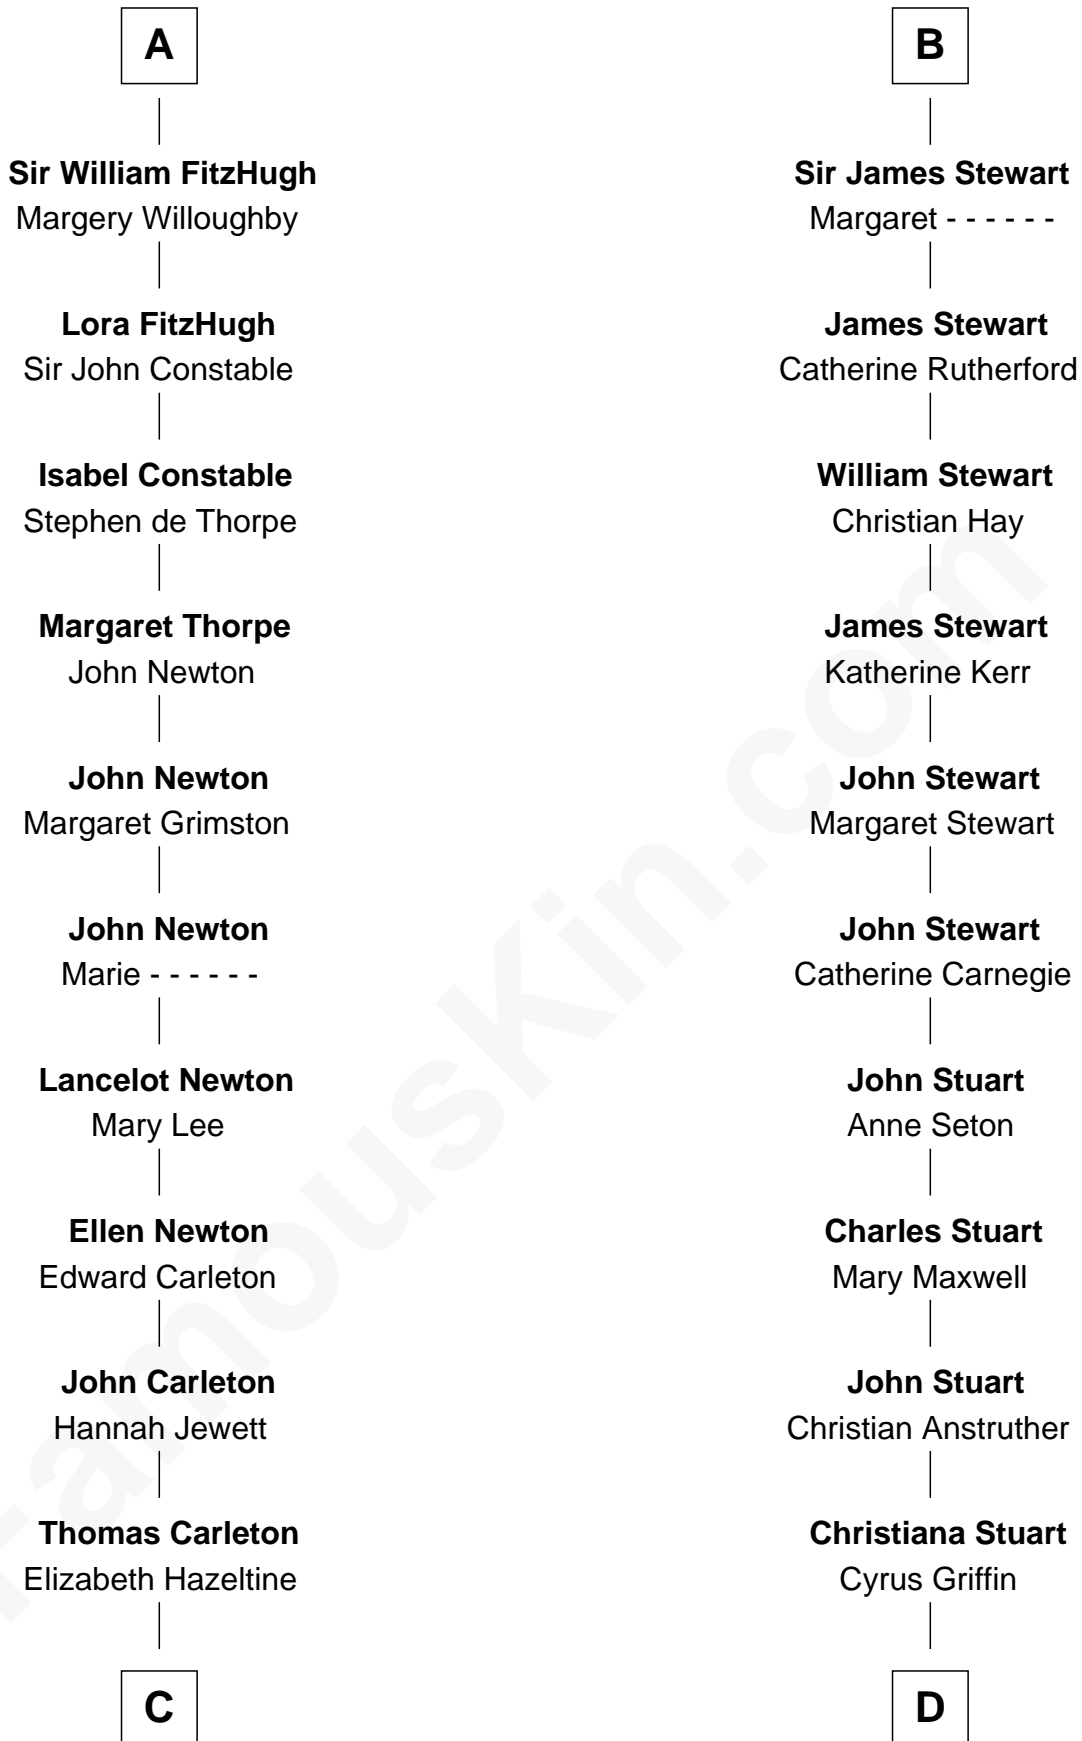 A
Sir William FitzHugh
Margery Willoughby
Lora FitzHugh
Sir John Constable
Isabel Constable
Stephen de Thorpe
Margaret Thorpe
John Newton
John Newton
Margaret Grimston
John Newton
Marie - - - - - -
Lancelot Newton
Mary Lee
Ellen Newton
Edward Carleton
John Carleton
Hannah Jewett
Thomas Carleton
Elizabeth Hazeltine
C
B
Sir James Stewart
Margaret - - - - - -
James Stewart
Catherine Rutherford
William Stewart
Christian Hay
James Stewart
Katherine Kerr
John Stewart
Margaret Stewart
John Stewart
Catherine Carnegie
John Stuart
Anne Seton
Charles Stuart
Mary Maxwell
John Stuart
Christian Anstruther
Christiana Stuart
Cyrus Griffin
D
FamousKin.com